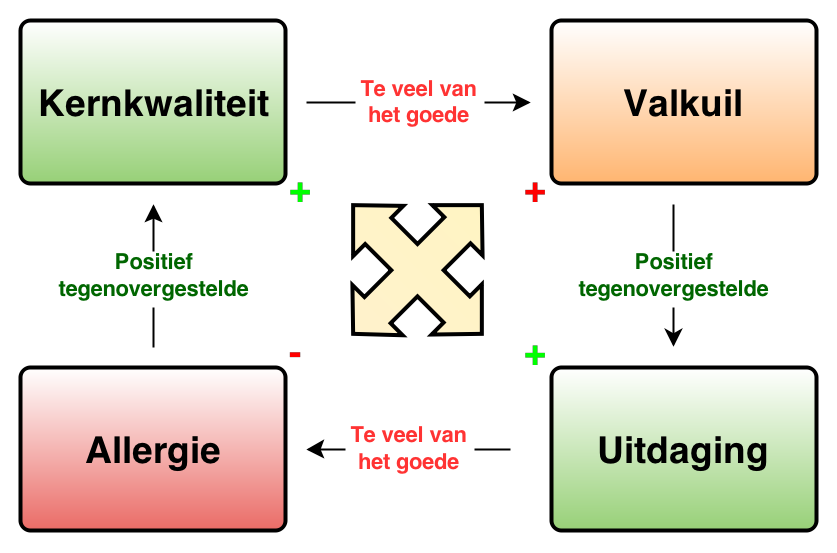 Kernkwaliteit
Te veel van
het goede
Valkuil
+
+
Positief
tegenovergestelde
Positief
tegenovergestelde
-
+
Allergie
Te veel van
het goede
Uitdaging